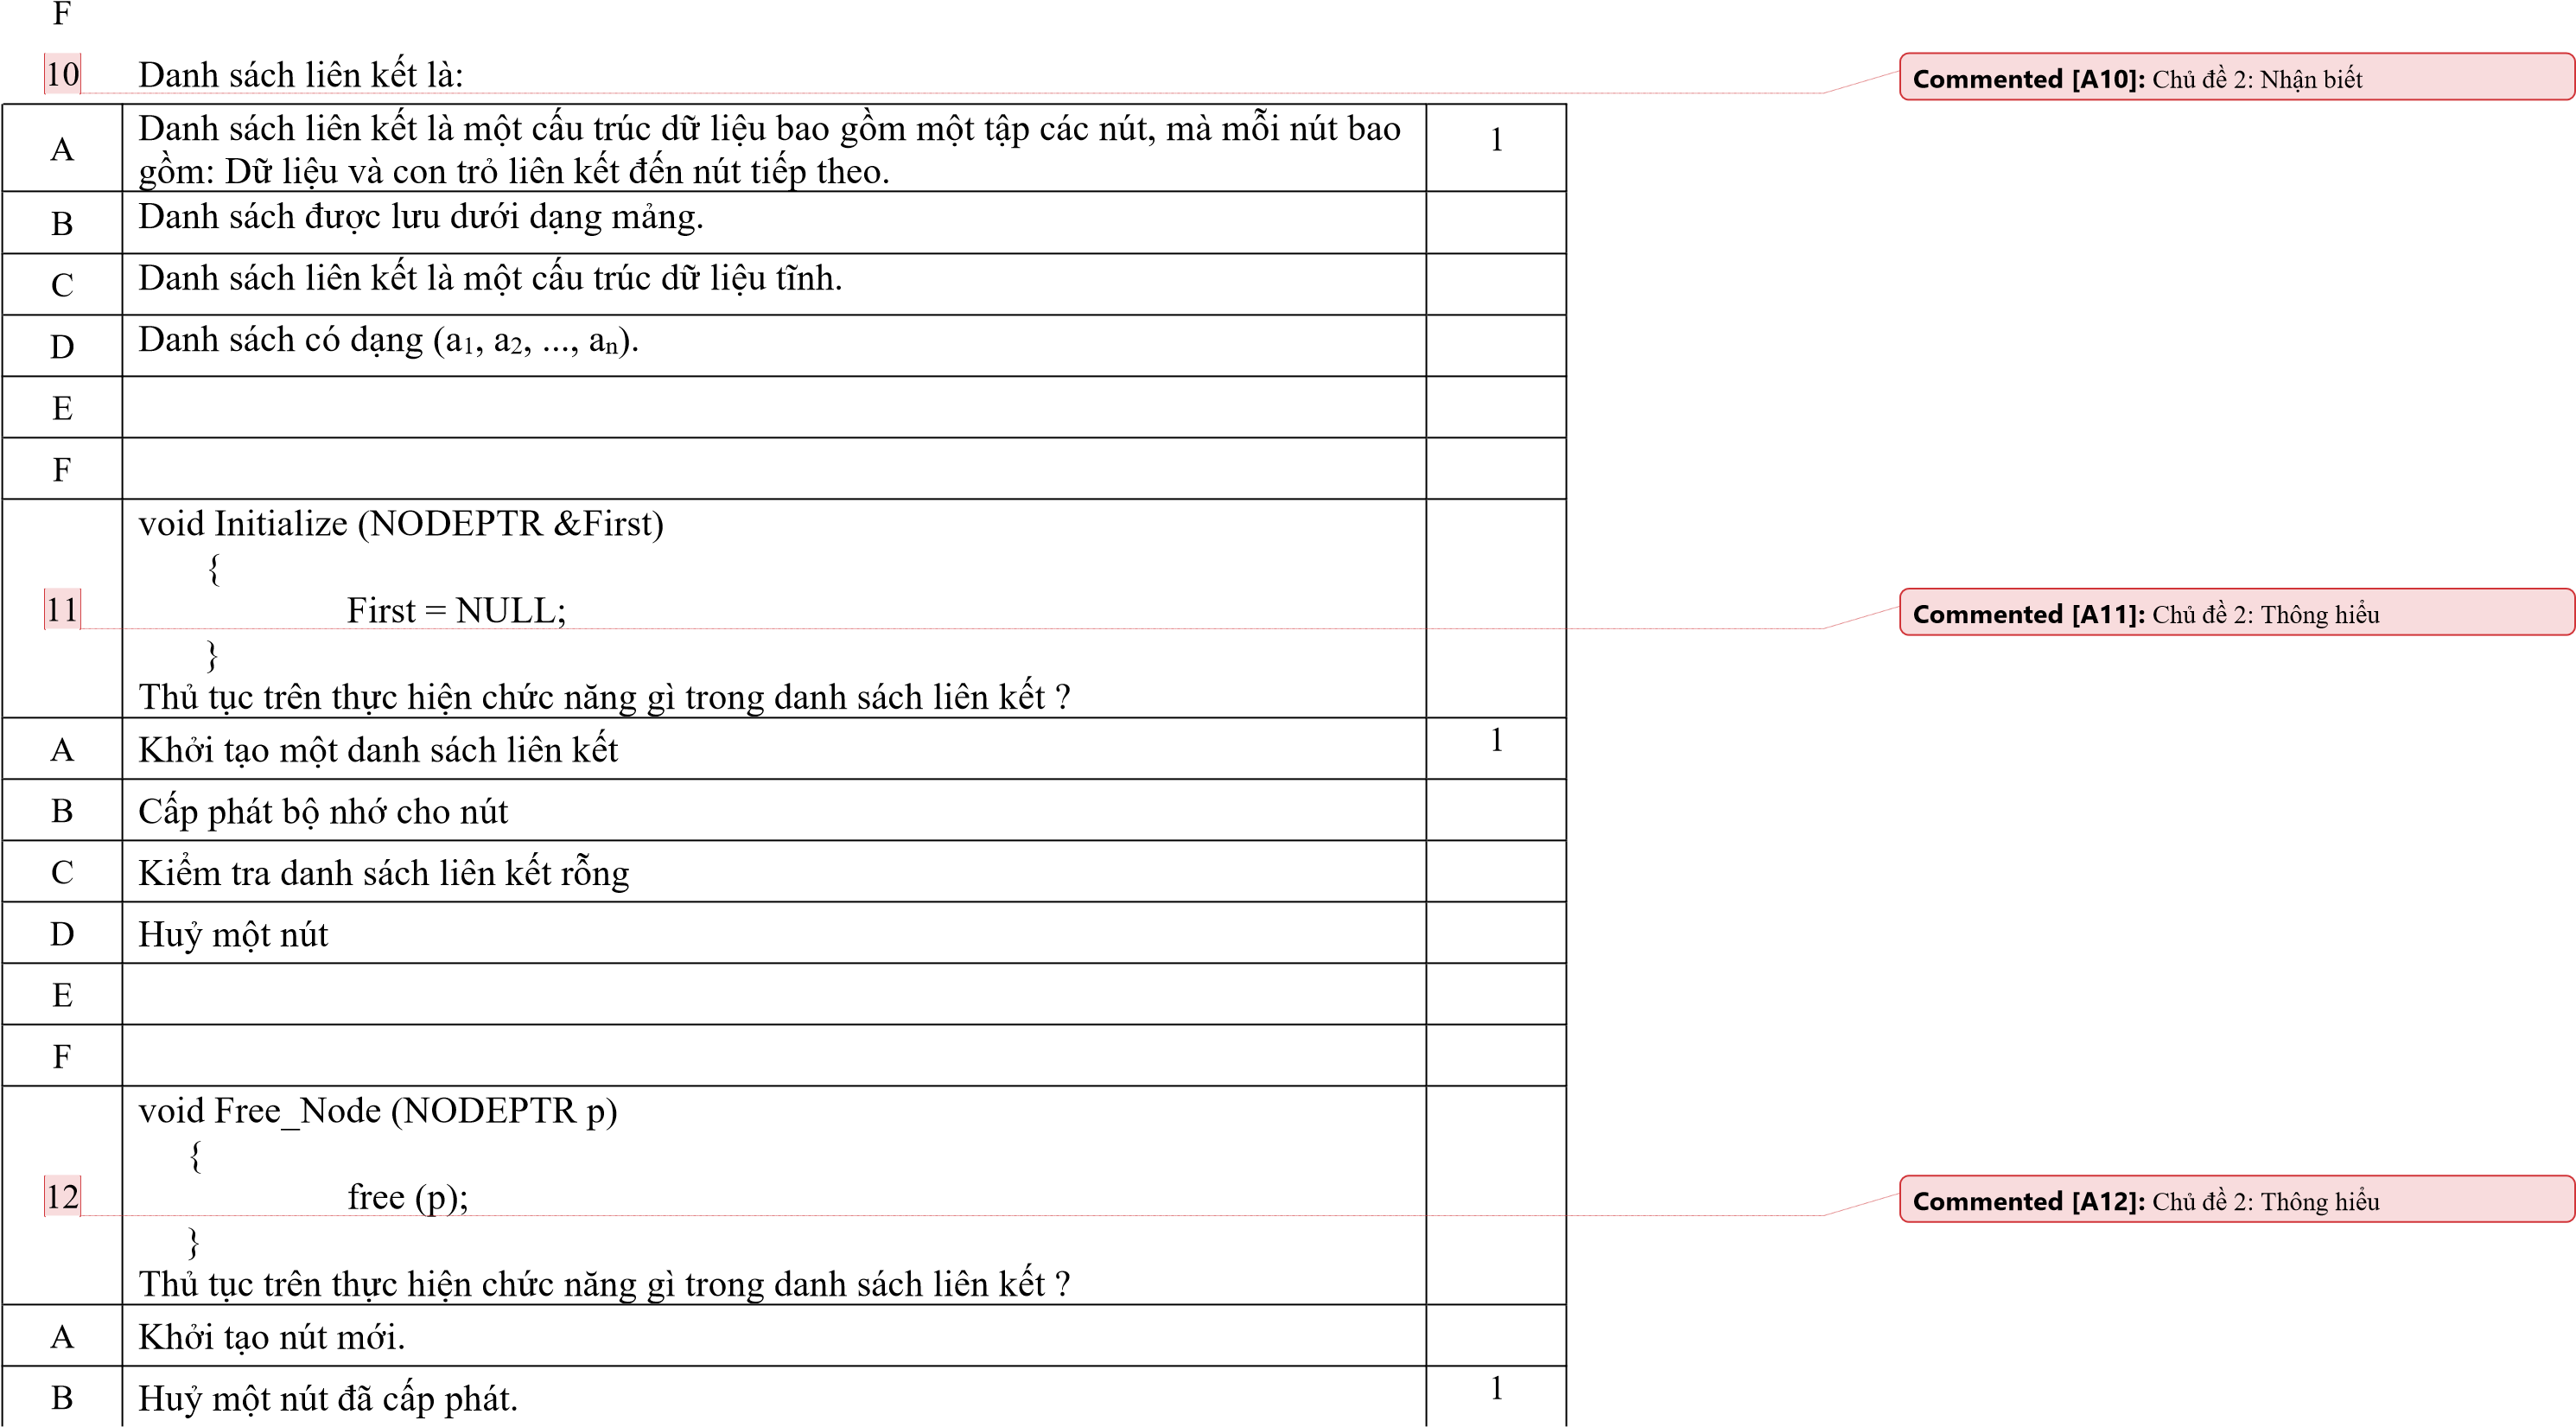 F
10 Danh sách liên kết là:
Commented [A10]: Chủ đề 2: Nhận biết
A Danh sách liên kết là một cấu trúc dữ liệu bao gồm một tập các nút, mà mỗi nút bao 1
gồm: Dữ liệu và con trỏ liên kết đến nút tiếp theo.
B Danh sách được lưu dưới dạng mảng.
C Danh sách liên kết là một cấu trúc dữ liệu tĩnh.
D Danh sách có dạng (a1, a2, ..., an).
E
F
void Initialize (NODEPTR &First)
{
11 First = NULL;
Commented [A11]: Chủ đề 2: Thông hiểu
}
Thủ tục trên thực hiện chức năng gì trong danh sách liên kết ?
A Khởi tạo một danh sách liên kết 1
B Cấp phát bộ nhớ cho nút
C Kiểm tra danh sách liên kết rỗng
D Huỷ một nút
E
F
void Free_Node (NODEPTR p)
{
12 free (p);
Commented [A12]: Chủ đề 2: Thông hiểu
}
Thủ tục trên thực hiện chức năng gì trong danh sách liên kết ?
A Khởi tạo nút mới.
B Huỷ một nút đã cấp phát. 1